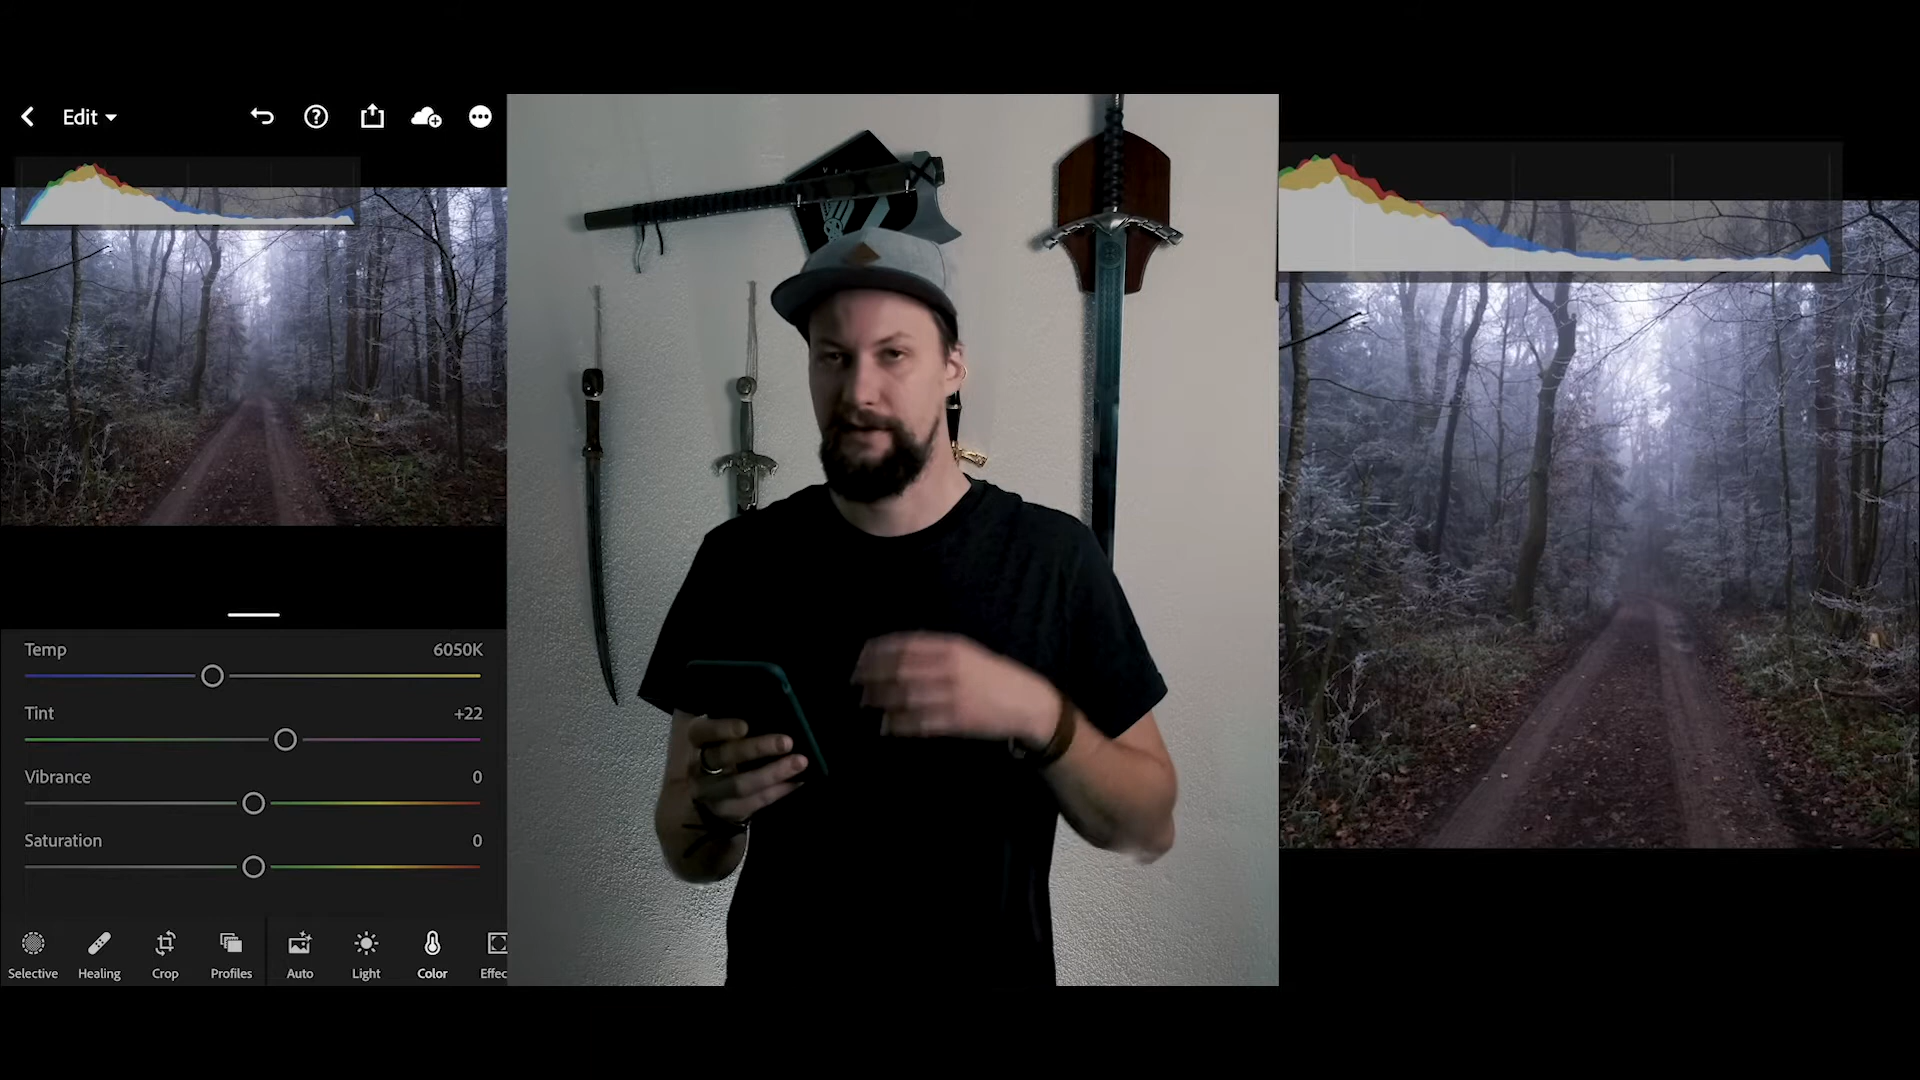 Edit
Temp 6050K
Tint +22
Vibrance 0
Saturation 0
Selective Healing Crop Profiles Auto Light Color Effec